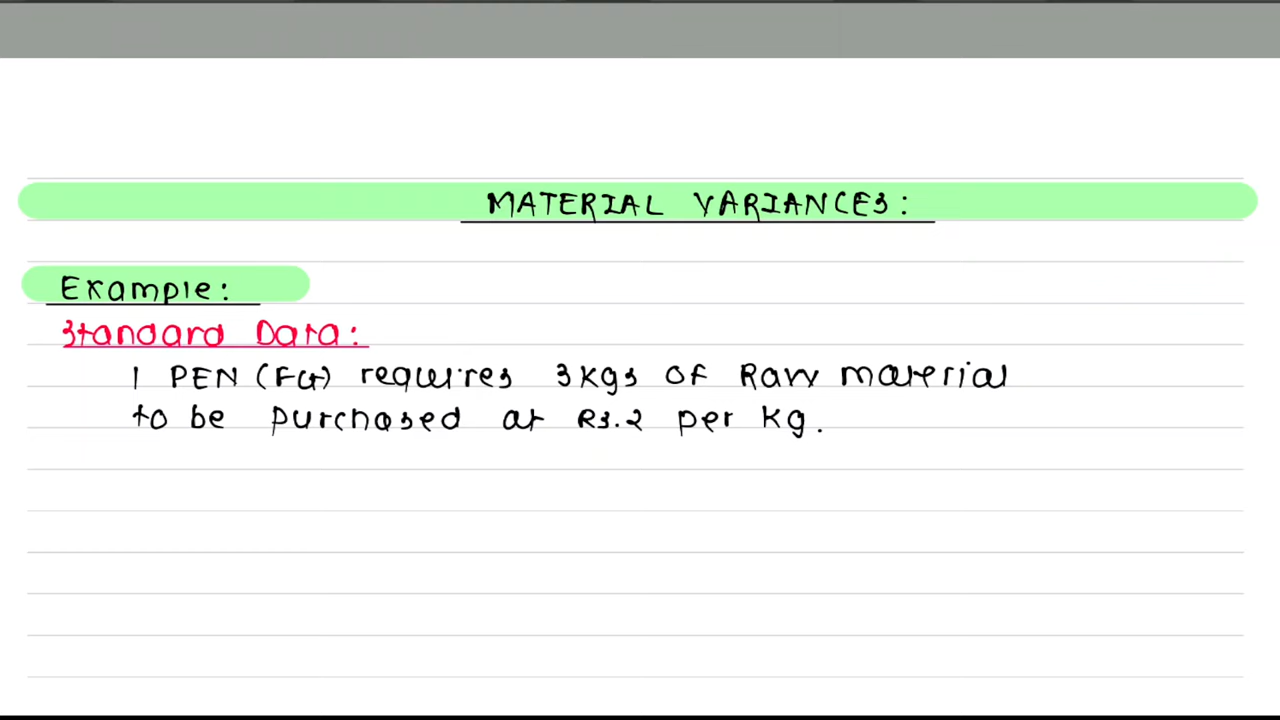 MATERIAL VARIANCES:
Example:
Standard Data:
1 PEN (FG) requires 3kgs of Raw material
to be purchased at Rs.2 per kg.